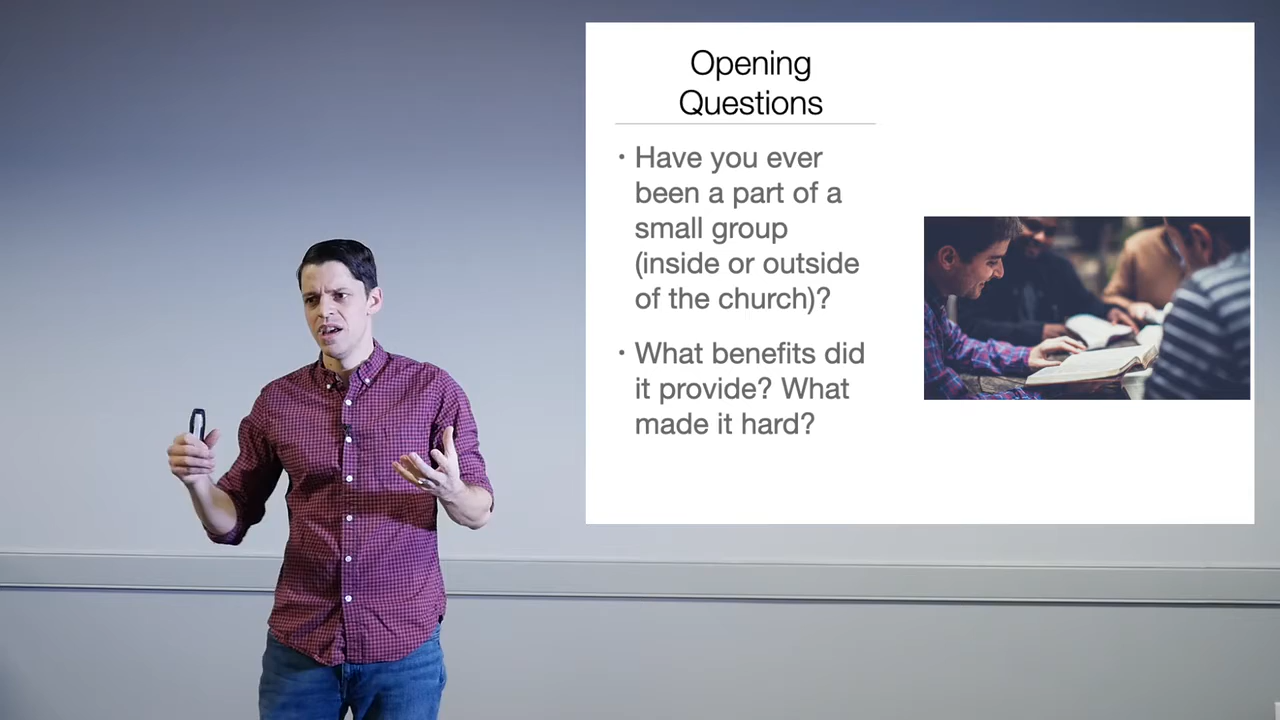 Opening
Questions
• Have you ever
been a part of a
small group
(inside or outside
of the church)?
• What benefits did
it provide? What
made it hard?